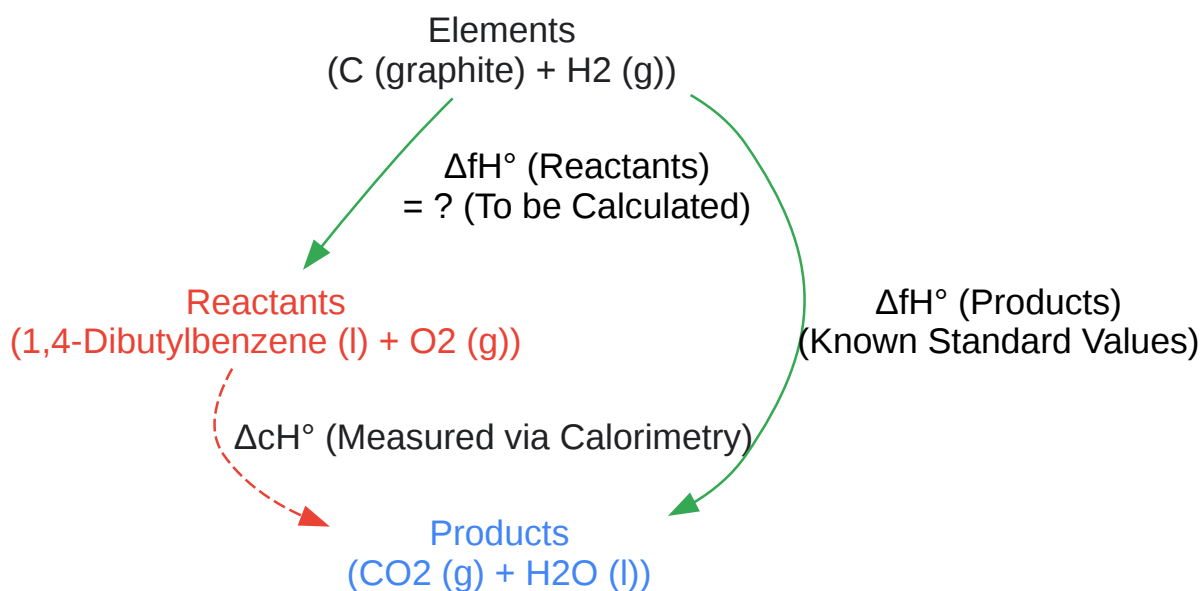 Elements
(C (graphite) + H2 (g))
ΔfH° (Reactants)
= ? (To be Calculated)
Reactants
(1,4-Dibutylbenzene (l) + O2 (g))
ΔfH° (Products)
(Known Standard Values)
ΔcH° (Measured via Calorimetry)
Products
(CO2 (g) + H2O (l))